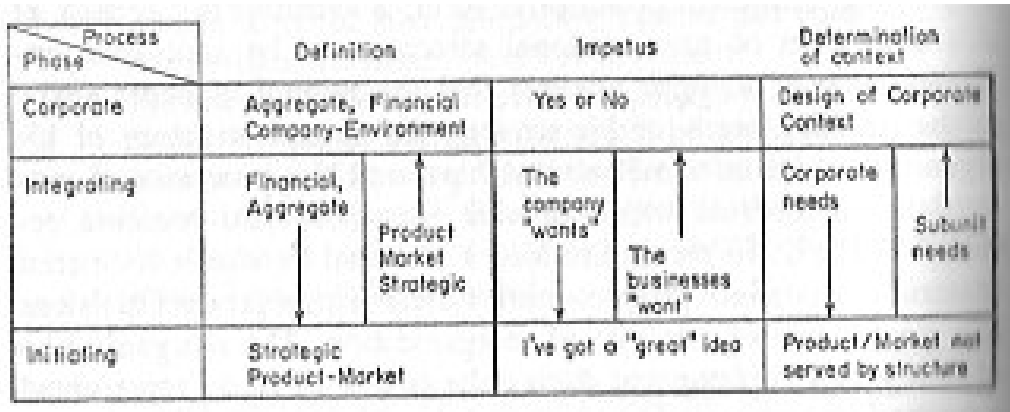 Process
Phase
Definition
Impetus
Determination
of context
Corporate
Aggregate, Financial
Company-Environment
Yes or No
Design of Corporate
Context
Integrating
Financial,
Aggregate
Product
Market
Strategic
The
company
"wants"
The
businesses
"want"
Corporate
needs
Subunit
needs
Initiating
Strategic
Product-Market
I've got a "great" idea
Product/Market not
served by structure